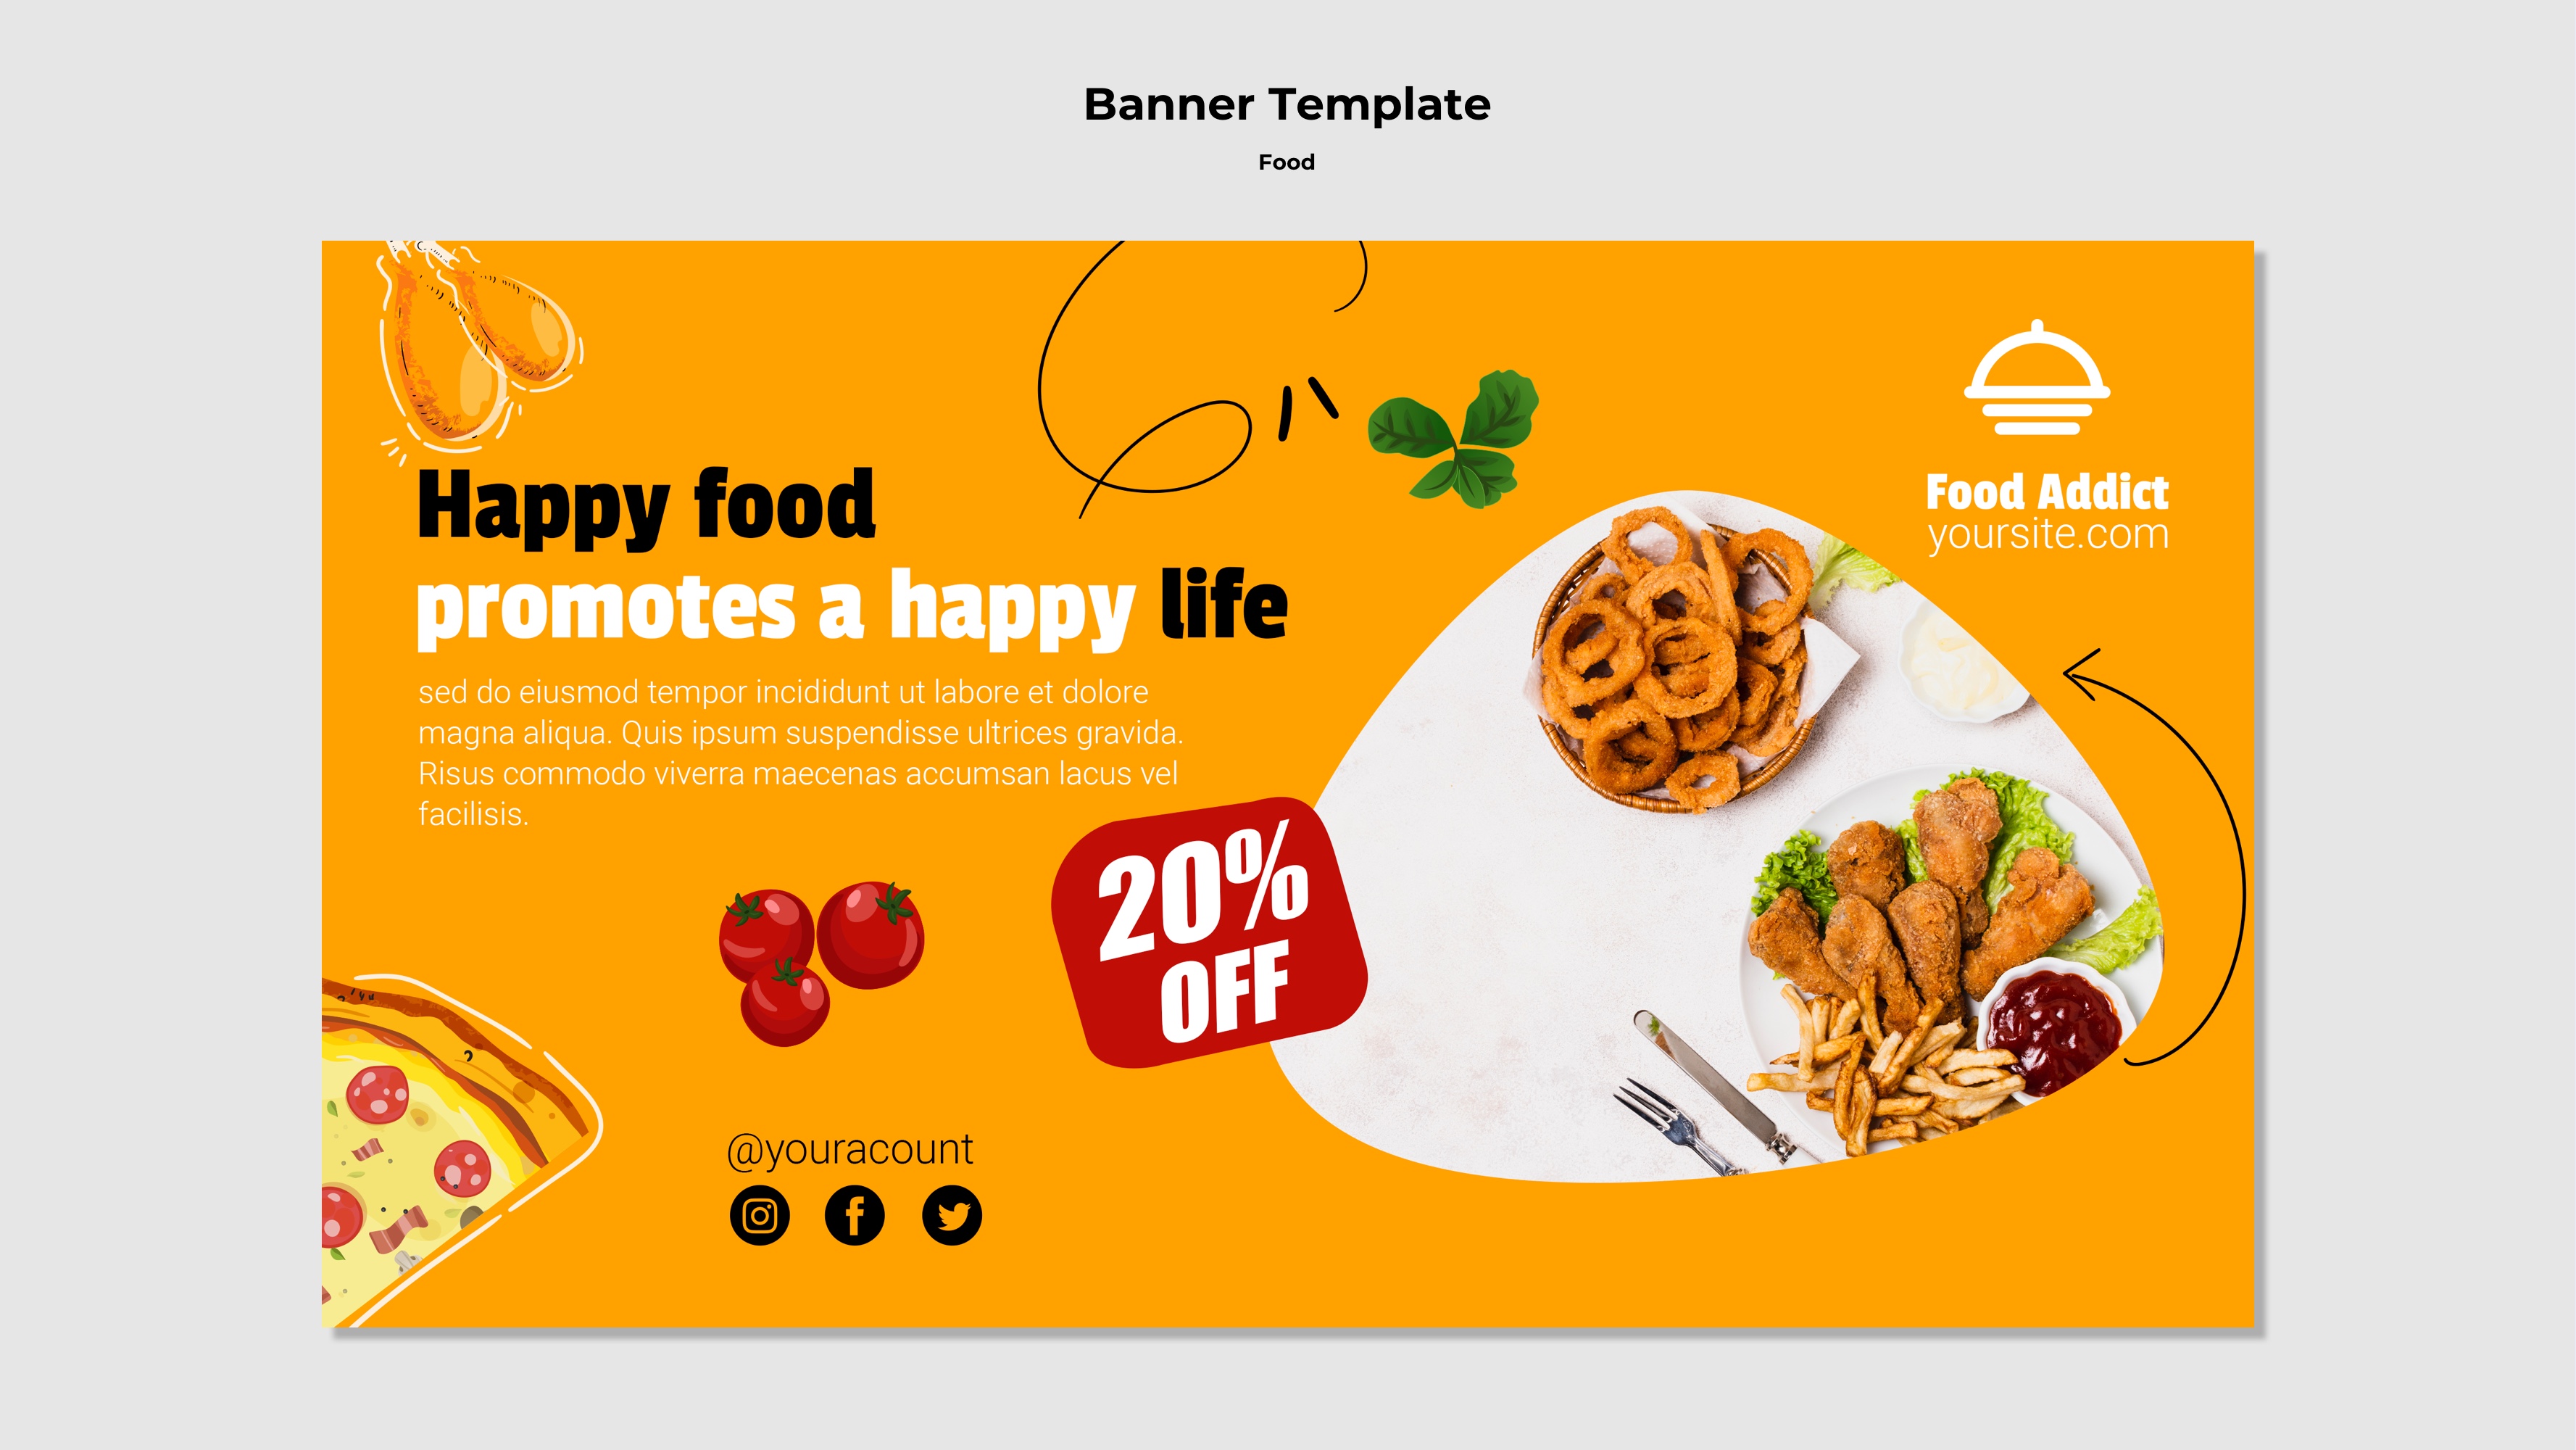 Banner Template
Food
Happy food
promotes a happy life
sed do eiusmod tempor incididunt ut labore et dolore
magna aliqua. Quis ipsum suspendisse ultrices gravida.
Risus commodo viverra maecenas accumsan lacus vel
facilisis.
20%
OFF
Food Addict
yoursite.com
@youracount